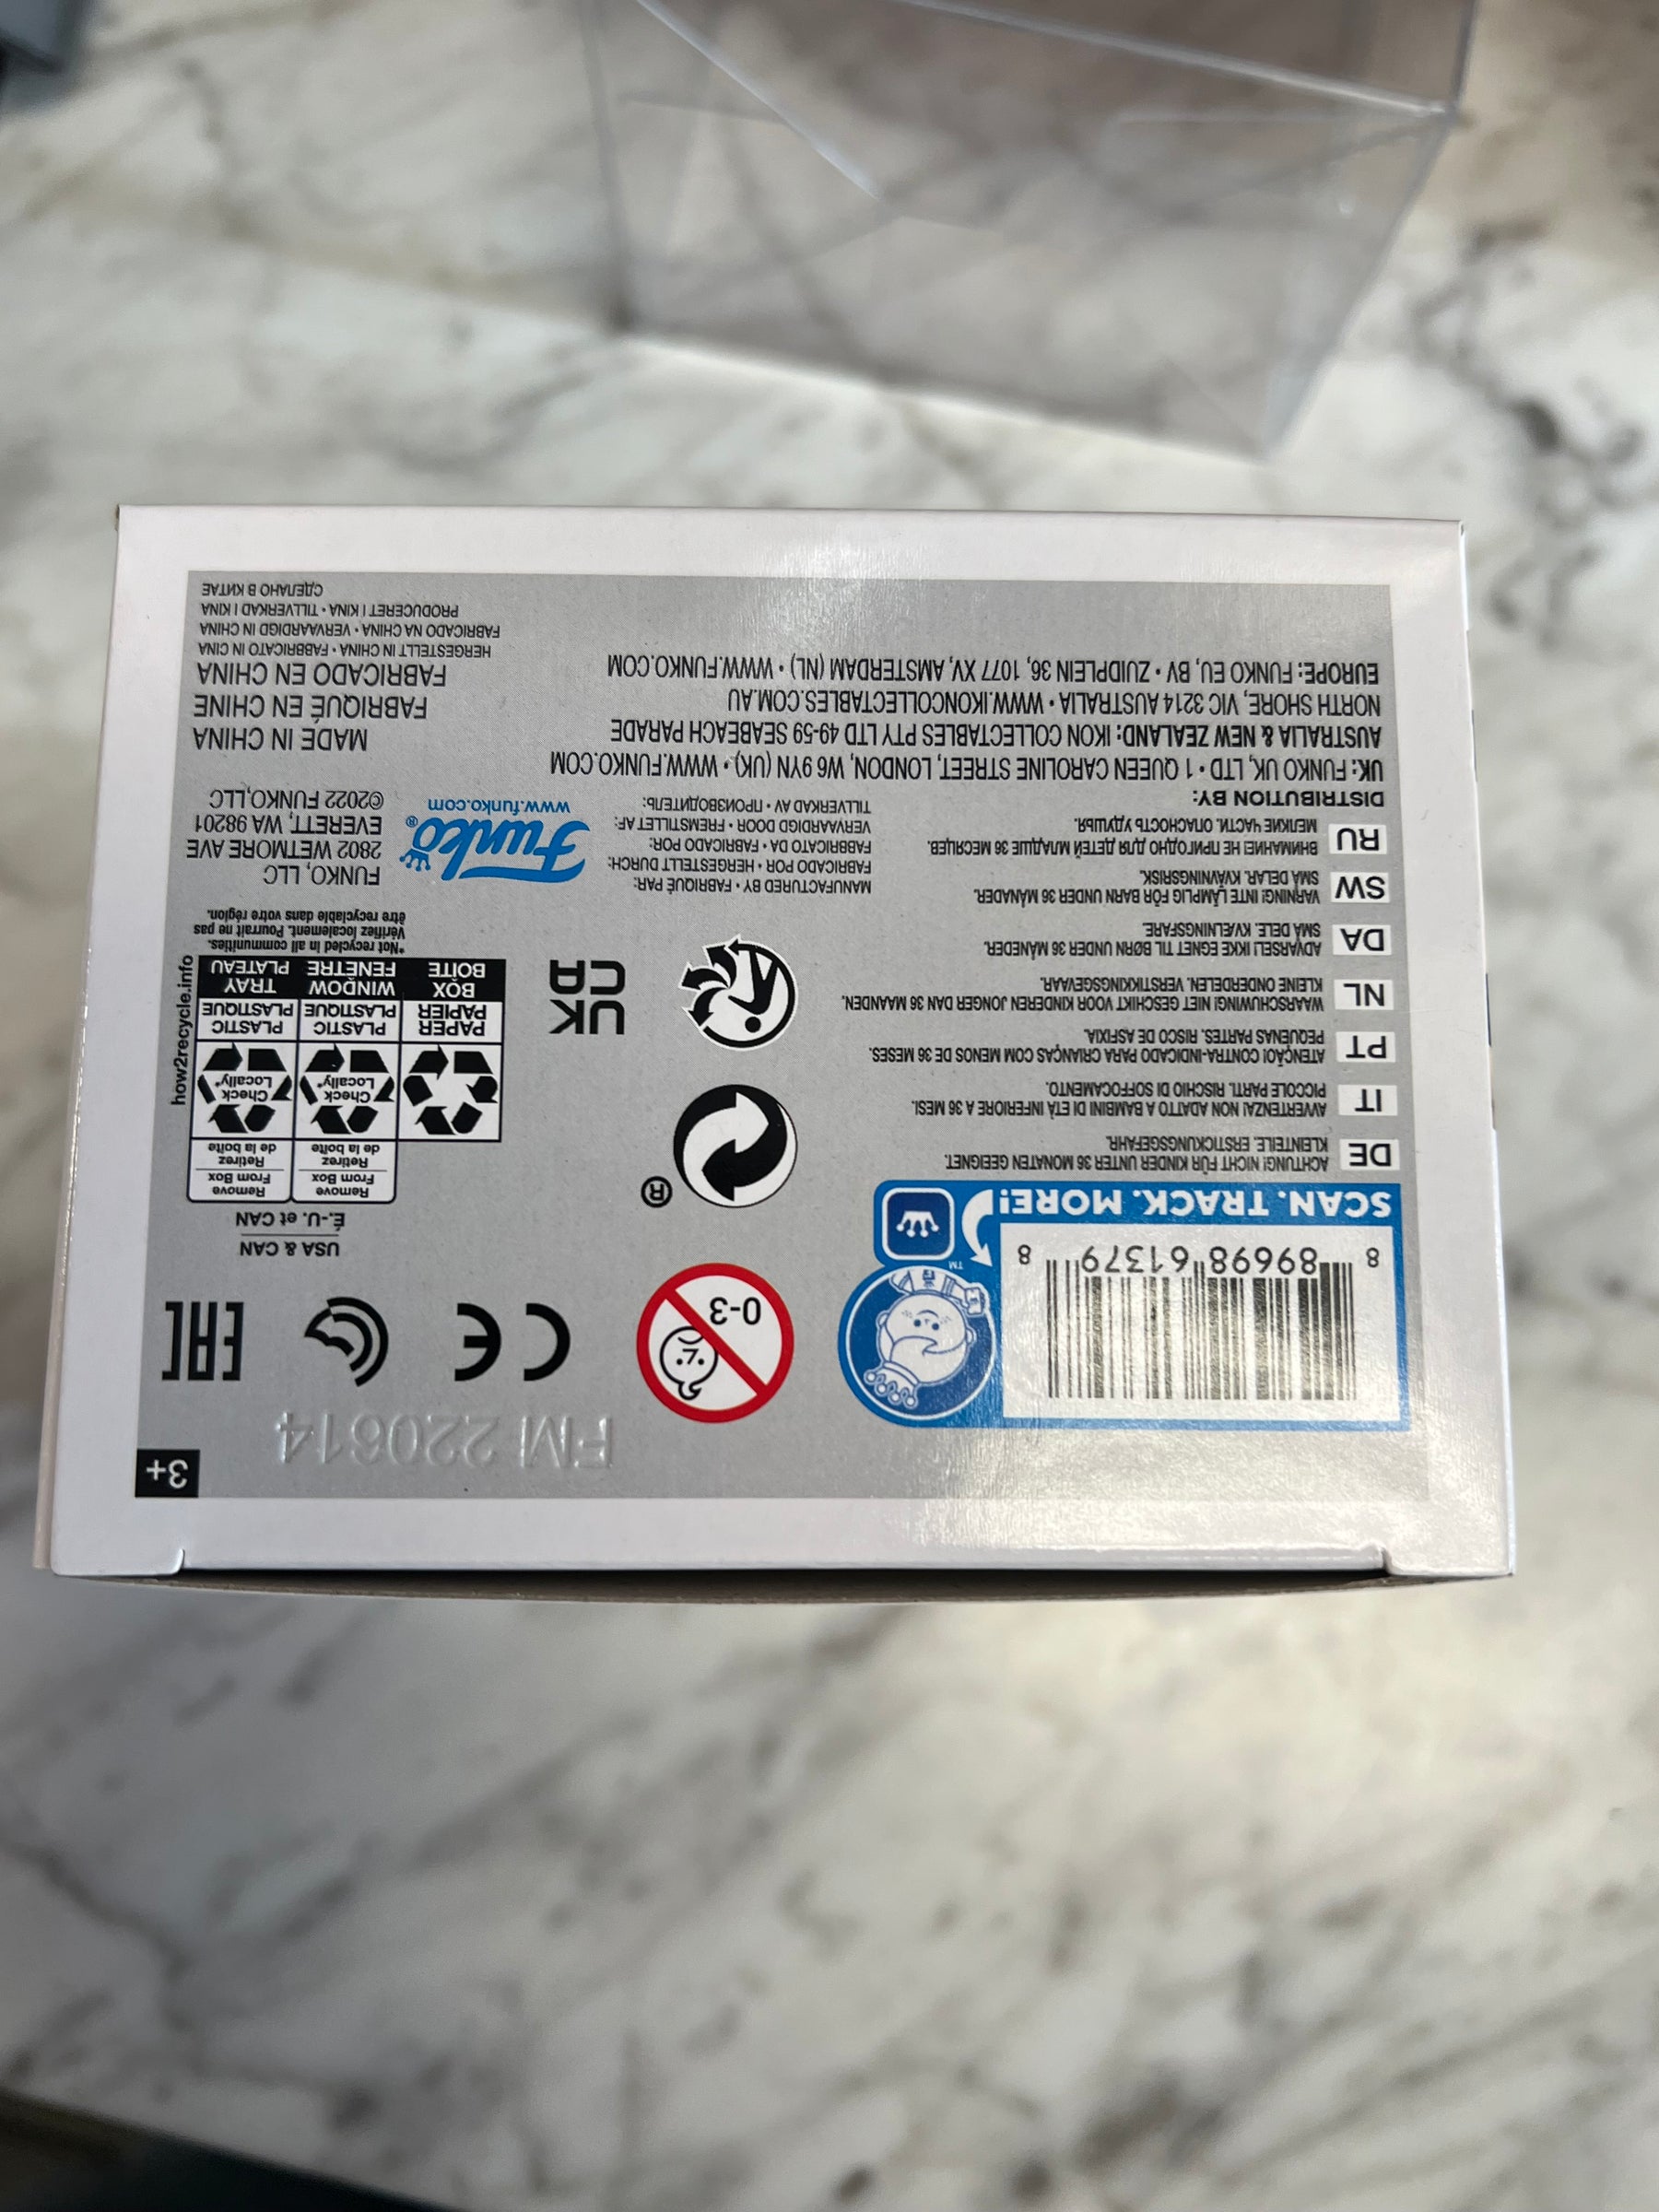 3+
FM 220614
8 89698 61379 8
SCAN. TRACK. MORE!
TM
0-3
CE
EAC
USA & CAN
É.-U. et CAN
Remove
From Box
Retirez
de la boîte
Remove
From Box
Retirez
de la boîte
Check
Locally*
Check
Locally*
PAPER
PAPIER
BOX
BOÎTE
PLASTIC
PLASTIQUE
WINDOW
FENÊTRE
PLASTIC
PLASTIQUE
TRAY
PLATEAU
how2recycle.info
*Not recycled in all communities.
Vérifiez localement. Pourrait ne pas
être recyclable dans votre région.
®
UK
CA
DE
ACHTUNG! NICHT FÜR KINDER UNTER 36 MONATEN GEEIGNET.
KLEINTEILE. ERSTICKUNGSGEFAHR.
IT
AVVERTENZA! NON ADATTO A BAMBINI DI ETÀ INFERIORE A 36 MESI.
PICCOLE PARTI. RISCHIO DI SOFFOCAMENTO.
PT
ATENÇÃO! CONTRA-INDICADO PARA CRIANÇAS COM MENOS DE 36 MESES.
PEQUENAS PARTES. RISCO DE ASFIXIA.
NL
WAARSCHUWING! NIET GESCHIKT VOOR KINDEREN JONGER DAN 36 MAANDEN.
KLEINE ONDERDELEN. VERSTIKKINGSGEVAAR.
DA
ADVARSEL! IKKE EGNET TIL BØRN UNDER 36 MÅNEDER.
SMÅ DELE. KVÆLNINGSFARE.
SW
VARNING! INTE LÄMPLIG FÖR BARN UNDER 36 MÅNADER.
SMÅ DELAR. KVÄVNINGSRISK.
RU
ВНИМАНИЕ! НЕ ПРИГОДНО ДЛЯ ДЕТЕЙ МЛАДШЕ 36 МЕСЯЦЕВ.
МЕЛКИЕ ЧАСТИ. ОПАСНОСТЬ УДУШЬЯ.
MANUFACTURED BY • FABRIQUÉ PAR:
FABRICADO POR • HERGESTELLT DURCH:
FABBRICATO DA • FABRICADO POR:
VERVAARDIGD DOOR • FREMSTILLET AF:
TILLVERKAD AV • ПРОИЗВОДИТЕЛЬ:
Funko®
www.funko.com
FUNKO, LLC
2802 WETMORE AVE
EVERETT, WA 98201
©2022 FUNKO,LLC
DISTRIBUTION BY:
UK: FUNKO UK, LTD • 1 QUEEN CAROLINE STREET, LONDON, W6 9YN (UK) • WWW.FUNKO.COM
AUSTRALIA & NEW ZEALAND: IKON COLLECTABLES PTY LTD 49-59 SEABEACH PARADE
NORTH SHORE, VIC 3214 AUSTRALIA • WWW.IKONCOLLECTABLES.COM.AU
EUROPE: FUNKO EU, BV • ZUIDPLEIN 36, 1077 XV, AMSTERDAM (NL) • WWW.FUNKO.COM
MADE IN CHINA
FABRIQUÉ EN CHINE
FABRICADO EN CHINA
HERGESTELLT IN CHINA • FABBRICATO IN CINA
FABRICADO NA CHINA • VERVAARDIGD IN CHINA
PRODUCERET I KINA • TILLVERKAD I KINA
СДЕЛАНО В КИТАЕ